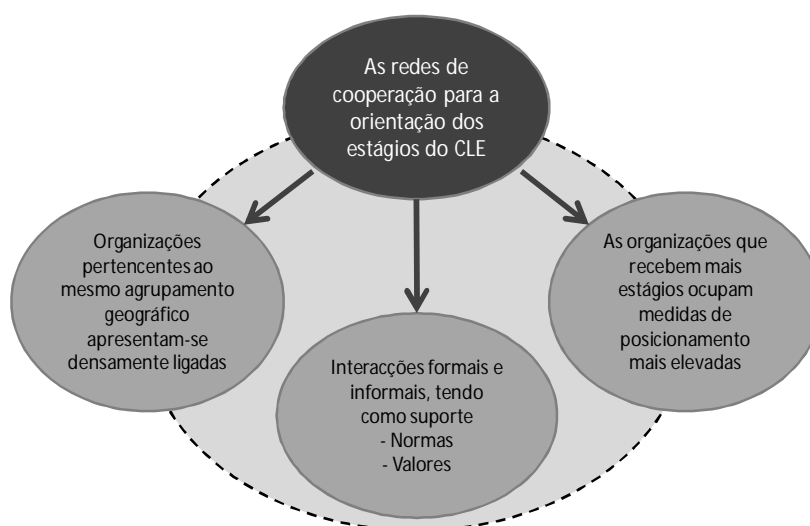 As redes de
cooperação para a
orientação dos
estágios do CLE
Organizações
pertencentes ao
mesmo agrupamento
geográfico
apresentam-se
densamente ligadas
Interacções formais e
informais, tendo
como suporte
- Normas
- Valores
As organizações que
recebem mais
estágios ocupam
medidas de
posicionamento
mais elevadas